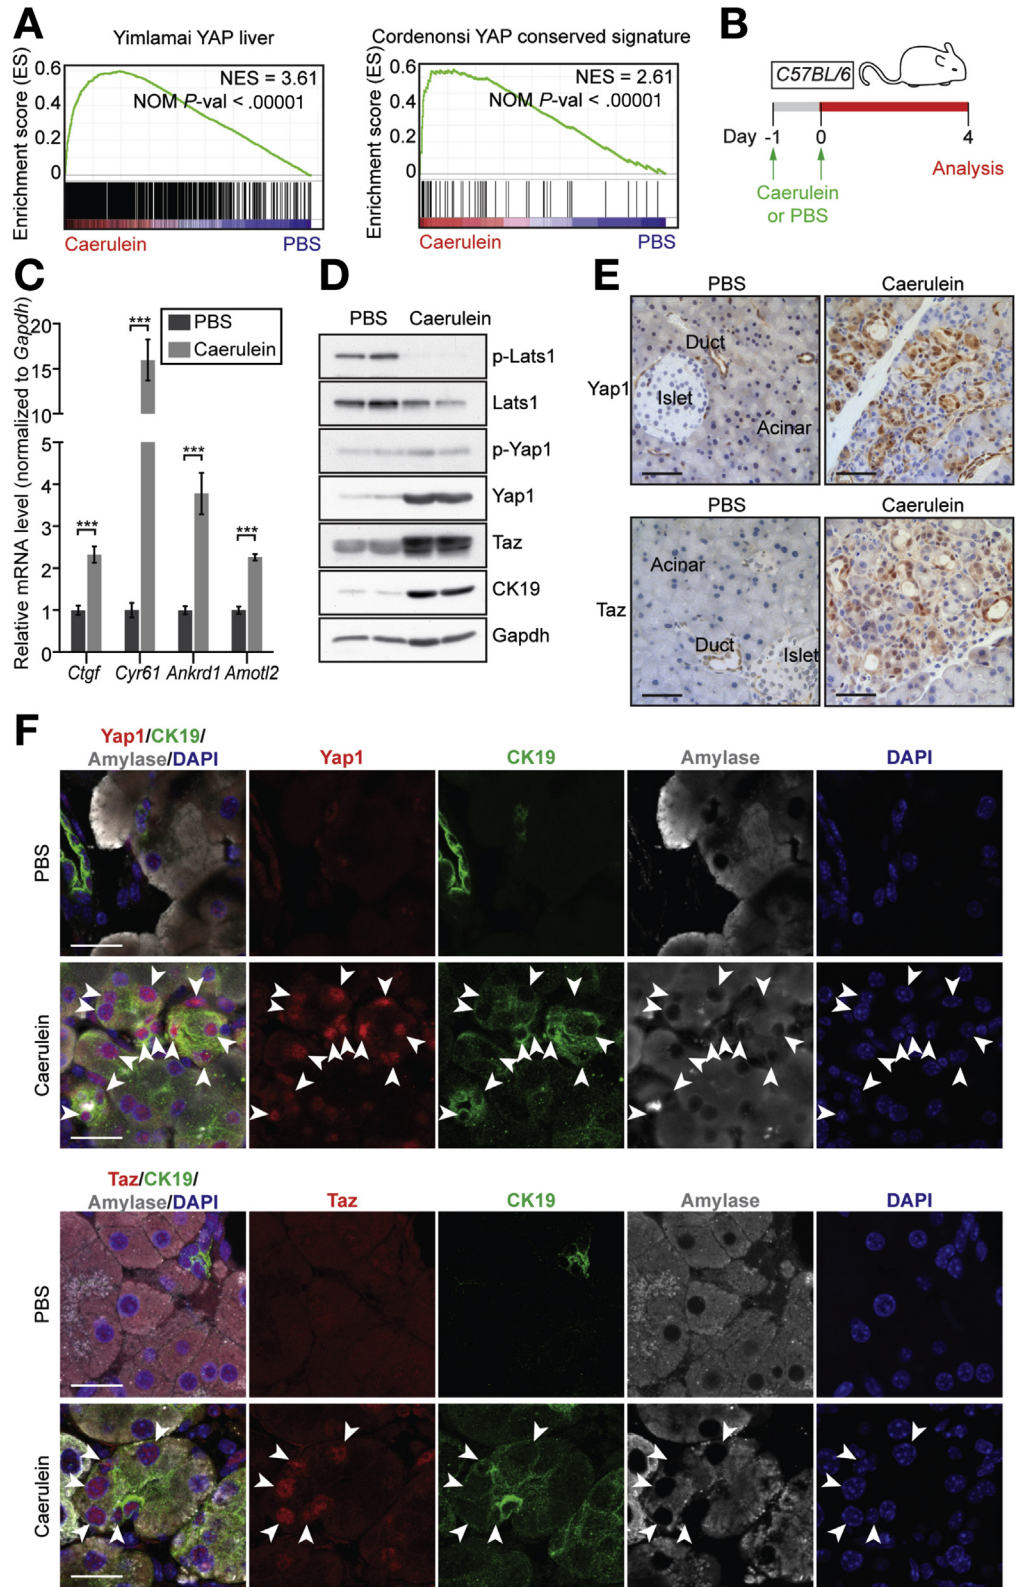 A
Yimlamai YAP liver
Enrichment score (ES)
0.6
0.4
0.2
0
NES = 3.61
NOM P-val < .00001
Caerulein
PBS
Cordenonsi YAP conserved signature
Enrichment score (ES)
0.6
0.4
0.2
0
NES = 2.61
NOM P-val < .00001
Caerulein
PBS
B
C57BL/6
Day -1
0
4
Caerulein
or PBS
Analysis
C
Relative mRNA level (normalized to Gapdh)
20
15
10
5
4
3
2
1
0
PBS
Caerulein
***
***
***
***
Ctgf
Cyr61
Ankrd1
Amotl2
D
PBS
Caerulein
p-Lats1
Lats1
p-Yap1
Yap1
Taz
CK19
Gapdh
E
PBS
Caerulein
Yap1
Duct
Islet
Acinar
PBS
Caerulein
Taz
Acinar
Duct
Islet
F
Yap1/CK19/
Amylase/DAPI
Yap1
CK19
Amylase
DAPI
PBS
Caerulein
Taz/CK19/
Amylase/DAPI
Taz
CK19
Amylase
DAPI
PBS
Caerulein